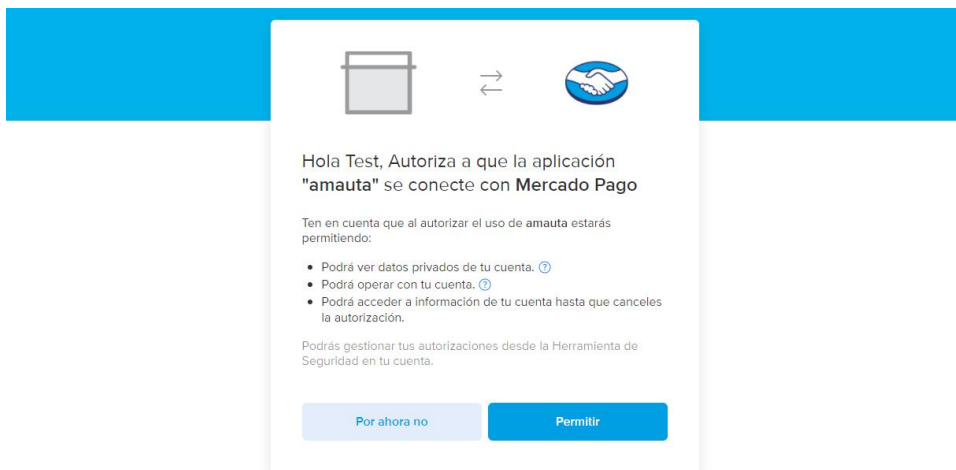 Hola Test, Autoriza a que la aplicación
"amauta" se conecte con Mercado Pago
Ten en cuenta que al autorizar el uso de amauta estarás
permitiendo:
• Podrá ver datos privados de tu cuenta. ?
• Podrá operar con tu cuenta. ?
• Podrá acceder a información de tu cuenta hasta que canceles
la autorización.
Podrás gestionar tus autorizaciones desde la Herramienta de
Seguridad en tu cuenta.
Por ahora no
Permitir